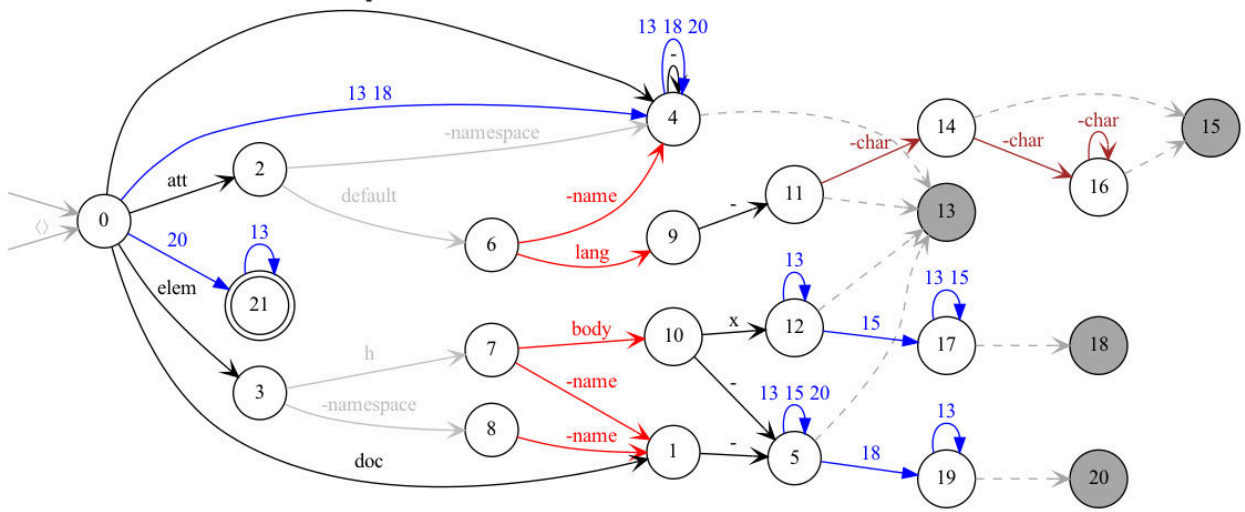 13 18 20
-
13 18
-namespace
4
14
15
-char
-char
-char
att
2
default
-name
11
16
⟨⟩
0
-
13
20
13
6
lang
9
elem
21
13
13 15
body
x
12
15
h
7
10
17
18
3
-name
-
13 15 20
-namespace
13
8
-name
1
-
5
18
doc
19
20